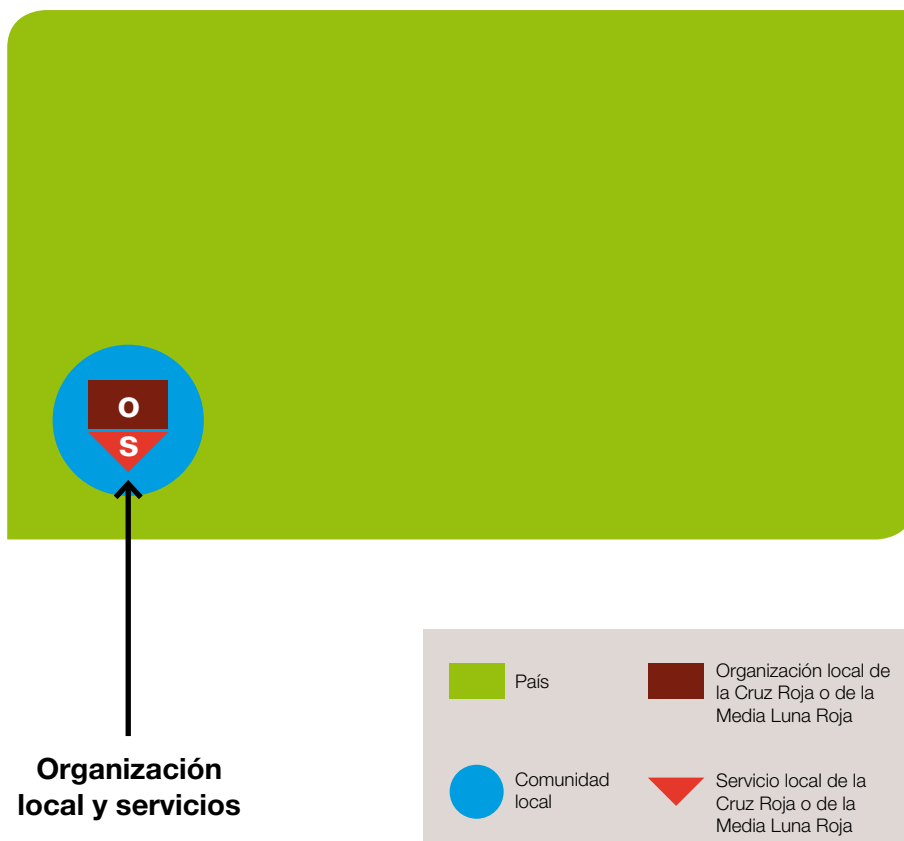 O
S
Organización
local y servicios
País
Organización local de
la Cruz Roja o de la
Media Luna Roja
Comunidad
local
Servicio local de la
Cruz Roja o de la
Media Luna Roja